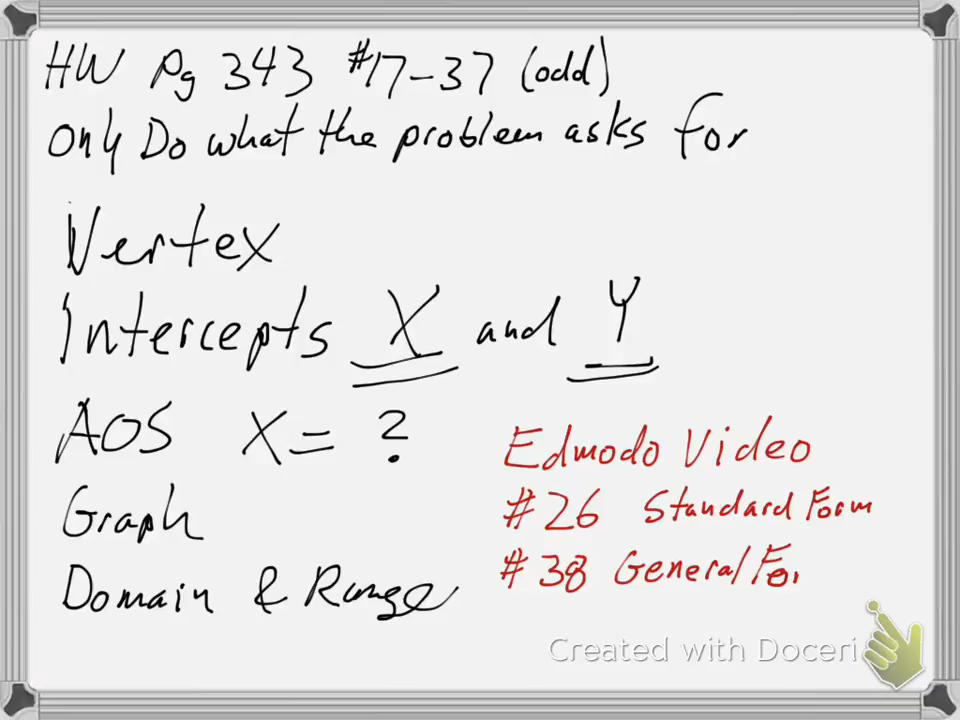 HW Pg 343 #17-37 (odd)
Only Do what the problem asks for
Vertex
Intercepts X and Y
AOS X = ?
Graph
Domain & Range
Edmodo Video
#26 Standard Form
#38 General For
Created with Doceri